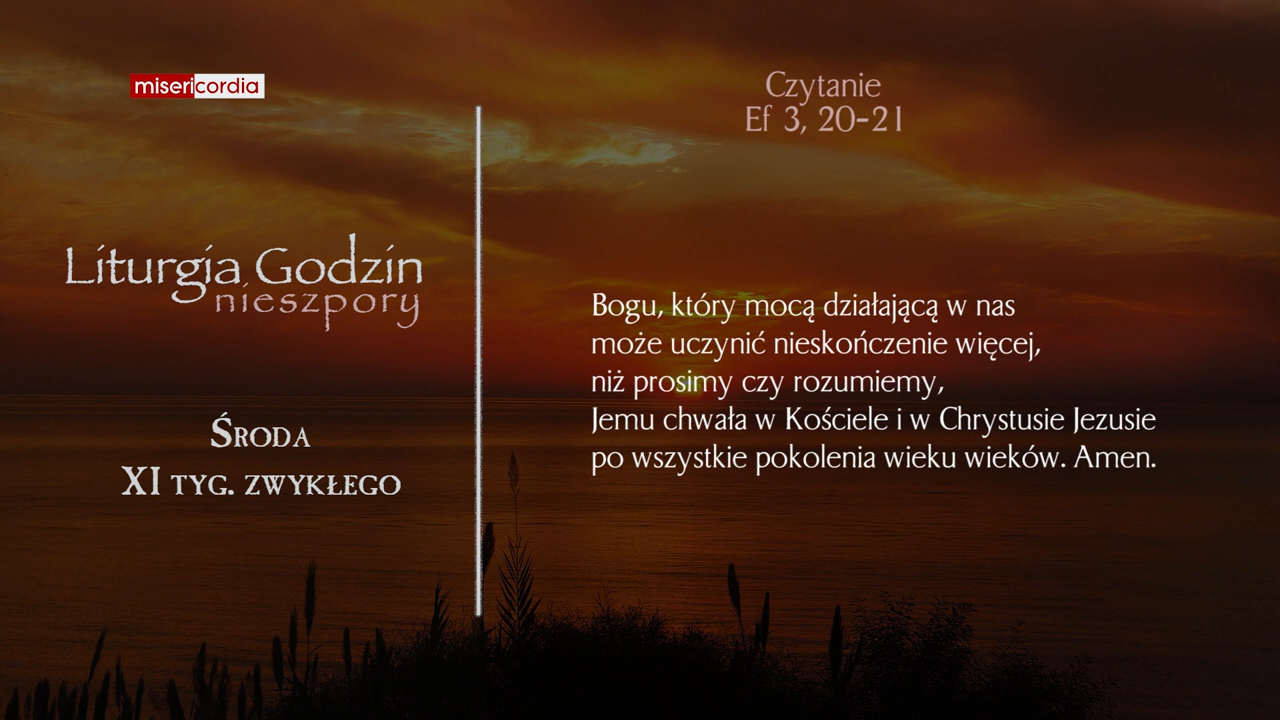 misericordia
Liturgia Godzin
nieszpory
Środa
XI tyg. zwykłego
Czytanie
Ef 3, 20-21
Bogu, który mocą działającą w nas
może uczynić nieskończenie więcej,
niż prosimy czy rozumiemy,
Jemu chwała w Kościele i w Chrystusie Jezusie
po wszystkie pokolenia wieku wieków. Amen.